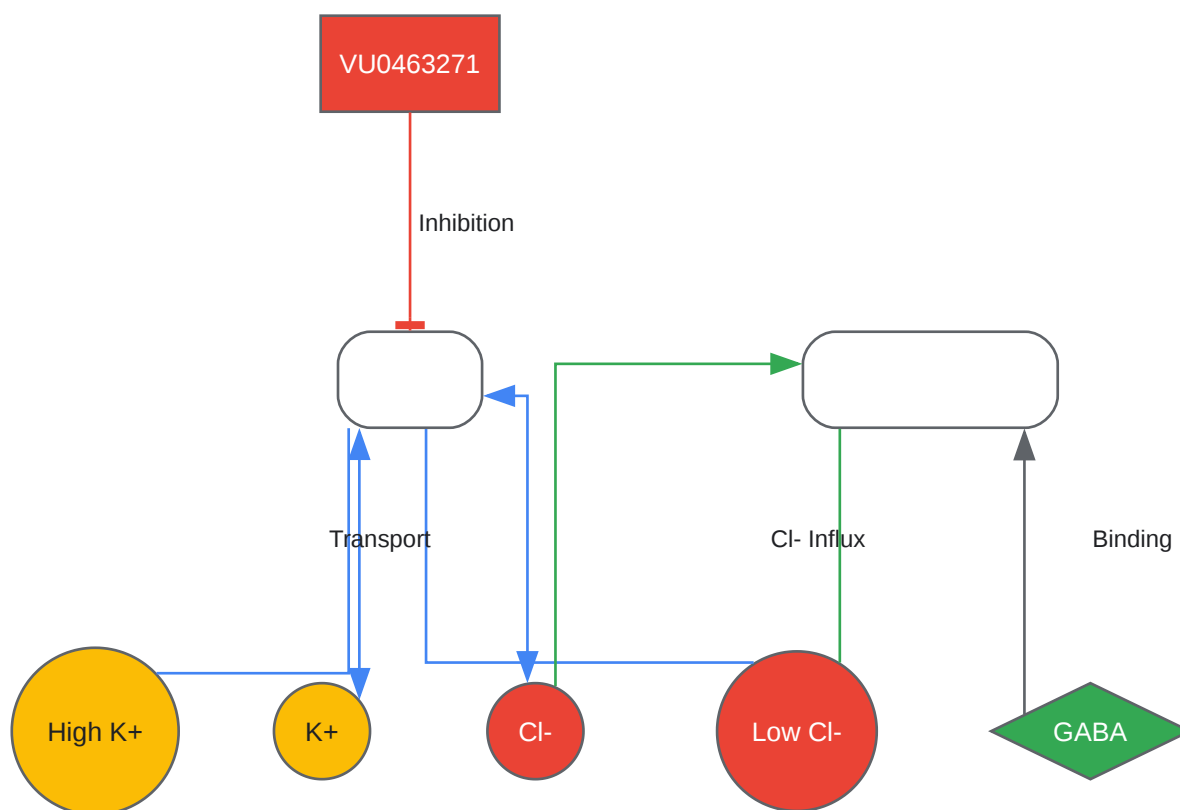 VU0463271
Inhibition
Transport
Cl- Influx
Binding
High K+
K+
Cl-
Low Cl-
GABA